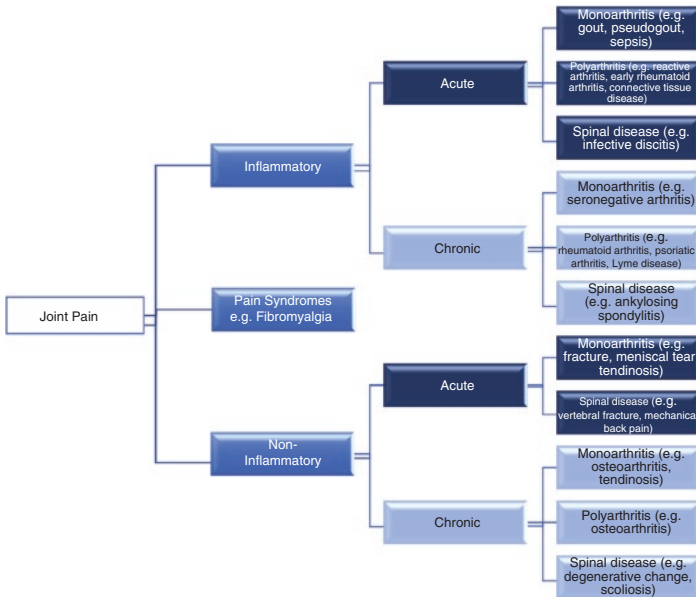 Joint Pain
Inflammatory
Acute
Monoarthritis (e.g.
gout, pseudogout,
sepsis)
Polyarthritis (e.g. reactive
arthritis, early rheumatoid
arthritis, connective tissue
disease)
Spinal disease (e.g.
infective discitis)
Chronic
Monoarthritis (e.g.
seronegative arthritis)
Polyarthritis (e.g.
rheumatoid arthritis, psoriatic
arthritis, Lyme disease)
Spinal disease
(e.g. ankylosing
spondylitis)
Pain Syndromes
e.g. Fibromyalgia
Non-
Inflammatory
Acute
Monoarthritis (e.g.
fracture, meniscal tear
tendinosis)
Spinal disease (e.g.
vertebral fracture, mechanica
back pain)
Chronic
Monoarthritis (e.g.
osteoarthritis,
tendinosis)
Polyarthritis (e.g.
osteoarthritis)
Spinal disease (e.g.
degenerative change,
scoliosis)